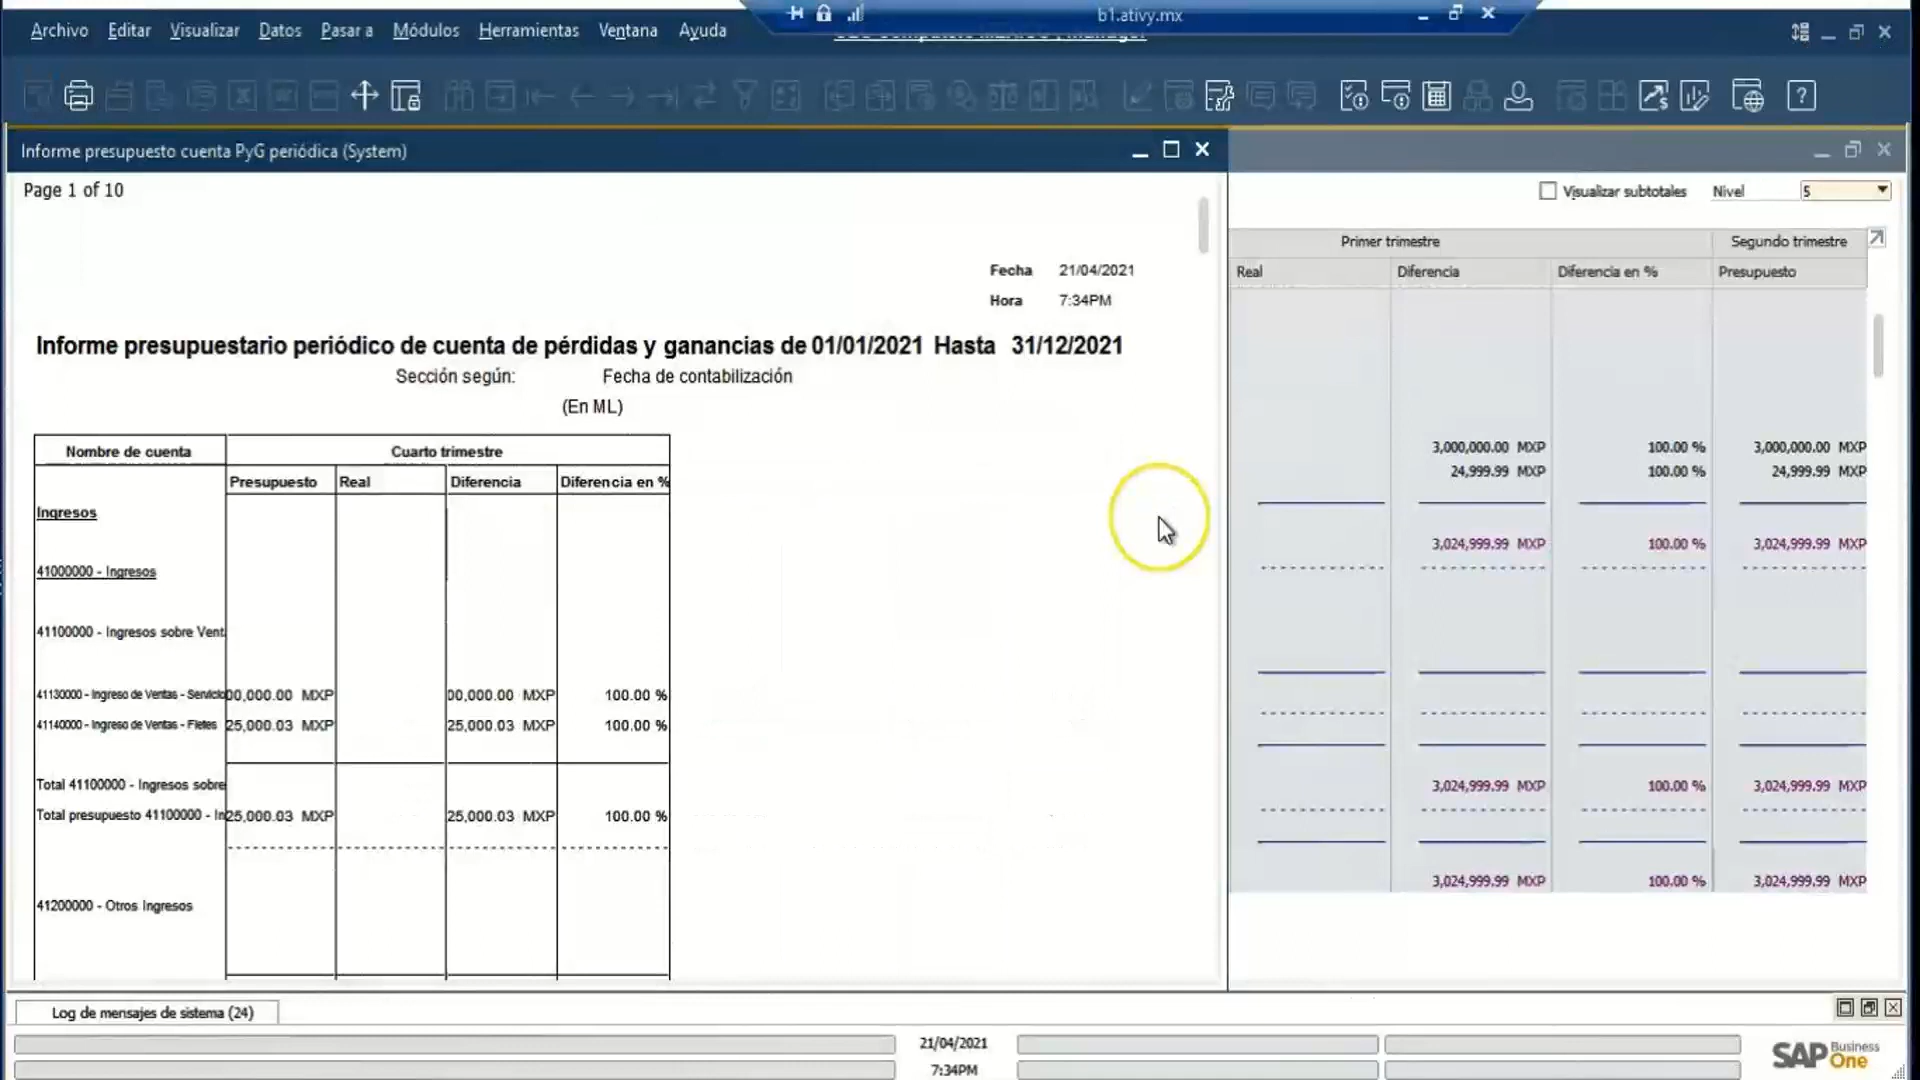 b1.ativy.mx
Archivo Editar Visualizar Datos Pasar a Módulos Herramientas Ventana Ayuda
Informe presupuesto cuenta PyG periódica (System)
Page 1 of 10
Visualizar subtotales Nivel 5
Fecha 21/04/2021
Hora 7:34PM
Informe presupuestario periódico de cuenta de pérdidas y ganancias de 01/01/2021 Hasta 31/12/2021
Sección según: Fecha de contabilización
(En ML)
Nombre de cuenta Cuarto trimestre
Presupuesto Real Diferencia Diferencia en %
Ingresos
41000000 - Ingresos
41100000 - Ingresos sobre Vent
41130000 - Ingreso de Ventas - Servicio 00,000.00 MXP 00,000.00 MXP 100.00 %
41140000 - Ingreso de Ventas - Fletes 25,000.03 MXP 25,000.03 MXP 100.00 %
Total 41100000 - Ingresos sobre
Total presupuesto 41100000 - In 25,000.03 MXP 25,000.03 MXP 100.00 %
41200000 - Otros Ingresos
Primer trimestre Segundo trimestre
Real Diferencia Diferencia en % Presupuesto
3,000,000.00 MXP 100.00 % 3,000,000.00 MXP
24,999.99 MXP 100.00 % 24,999.99 MXP
3,024,999.99 MXP 100.00 % 3,024,999.99 MXP
3,024,999.99 MXP 100.00 % 3,024,999.99 MXP
3,024,999.99 MXP 100.00 % 3,024,999.99 MXP
Log de mensajes de sistema (24)
21/04/2021
7:34PM
SAP Business One